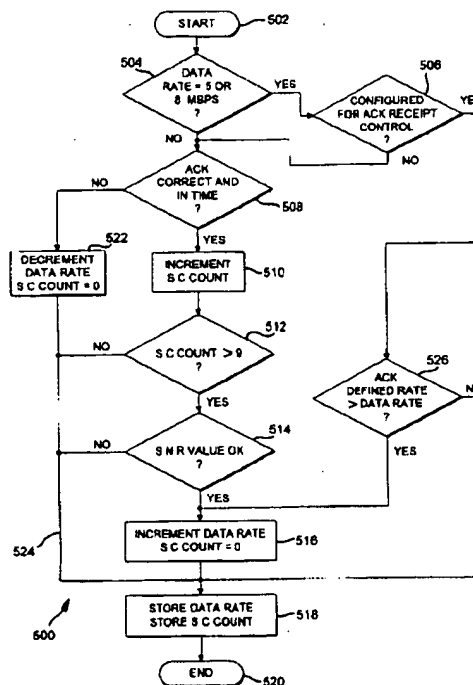 START
502
504
DATA
RATE = 5 OR
8 MBPS
?
YES
506
CONFIGURED
FOR ACK RECEIPT
CONTROL
?
YE
NO
NO
ACK
CORRECT AND
IN TIME
?
508
NO
YES
522
DECREMENT
DATA RATE
S C COUNT = 0
INCREMENT
S C COUNT
510
512
S C COUNT > 9
?
NO
YES
526
ACK
DEFINED RATE
> DATA RATE ?
N
YES
514
S N R VALUE OK
?
NO
YES
524
INCREMENT DATA RATE
S C COUNT = 0
516
500
STORE DATA RATE
STORE S C COUNT
518
END
520